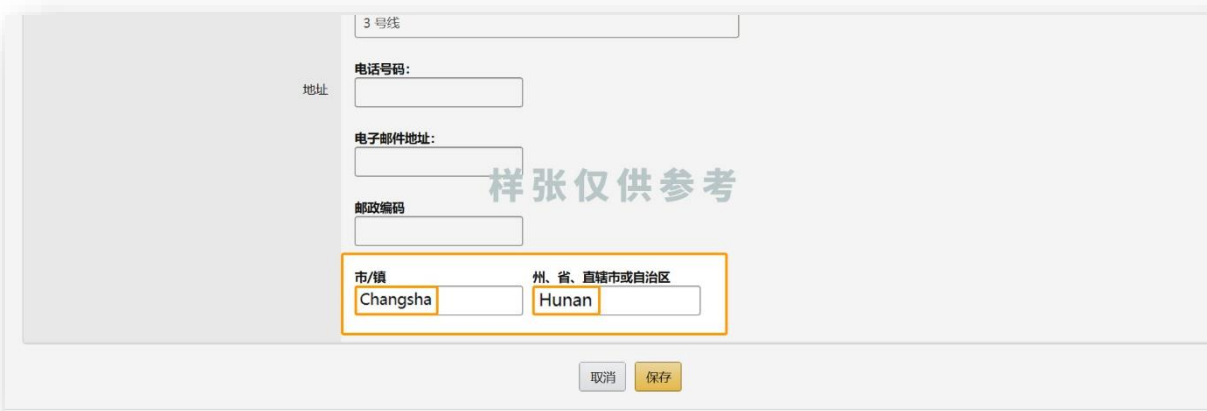 3 号线
地址
电话号码：
电子邮件地址：
样张仅供参考
邮政编码
市/镇 州、省、直辖市或自治区
Changsha Hunan
取消 保存